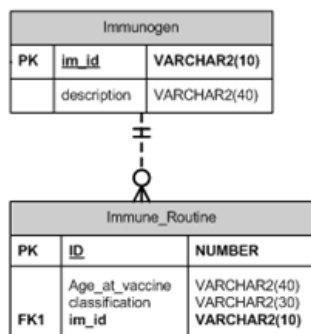 Immunogen
PK im_id VARCHAR2(10)
description VARCHAR2(40)
Immune_Routine
PK ID NUMBER
Age_at_vaccine VARCHAR2(40)
classification VARCHAR2(30)
FK1 im_id VARCHAR2(10)